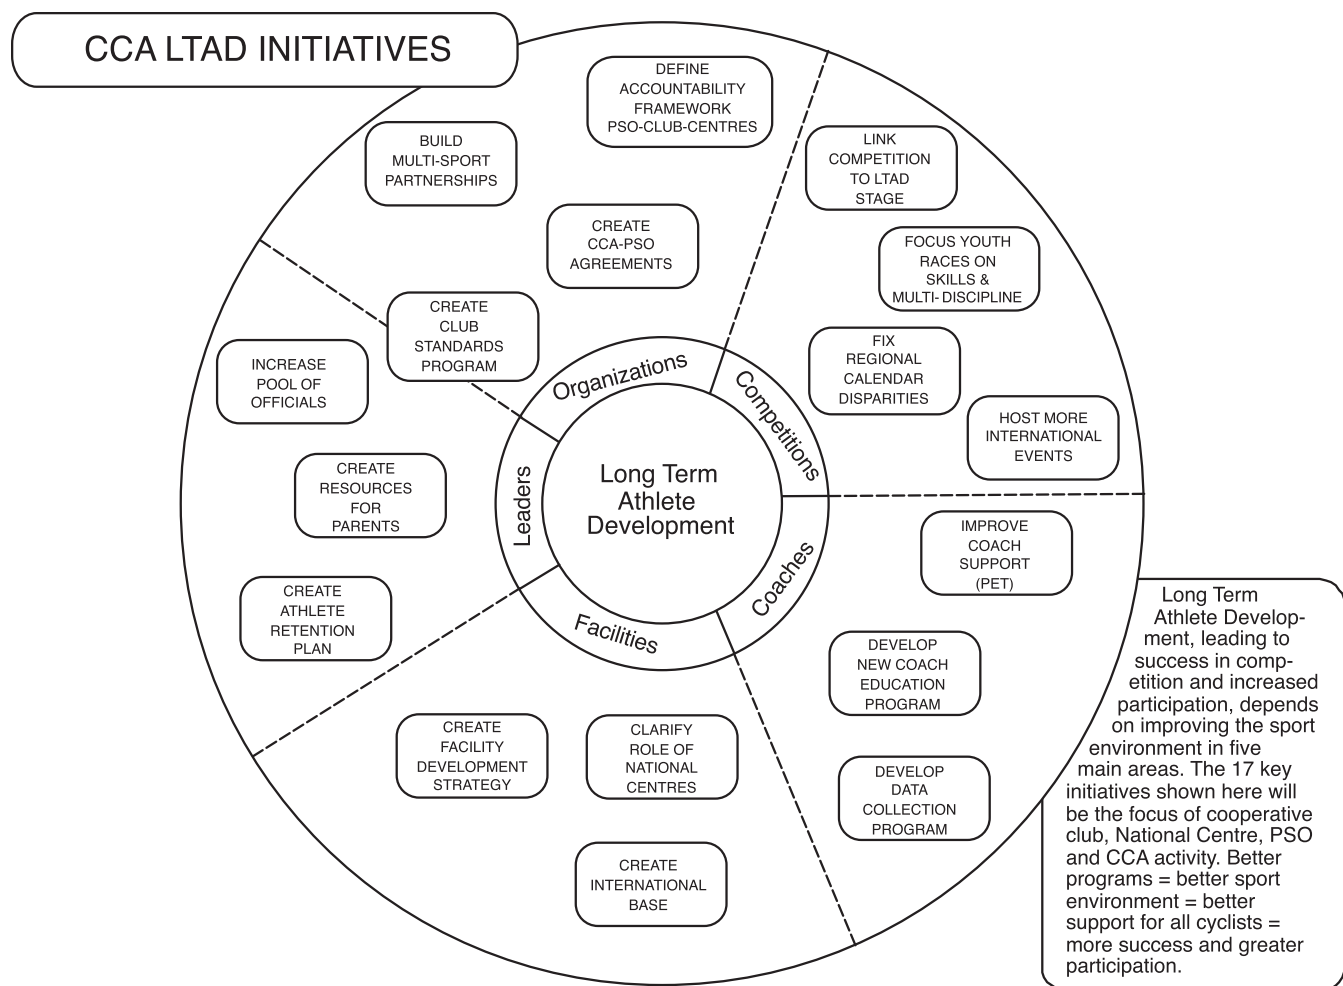 CCA LTAD INITIATIVES
DEFINE
ACCOUNTABILITY
FRAMEWORK
PSO-CLUB-CENTRES
BUILD
MULTI-SPORT
PARTNERSHIPS
CREATE
CCA-PSO
AGREEMENTS
CREATE
CLUB
STANDARDS
PROGRAM
LINK
COMPETITION
TO LTAD
STAGE
FOCUS YOUTH
RACES ON
SKILLS &
MULTI-DISCIPLINE
FIX
REGIONAL
CALENDAR
DISPARITIES
HOST MORE
INTERNATIONAL
EVENTS
INCREASE
POOL OF
OFFICIALS
CREATE
RESOURCES
FOR
PARENTS
CREATE
ATHLETE
RETENTION
PLAN
Organizations
Competitions
Leaders
Coaches
Facilities
Long Term
Athlete
Development
IMPROVE
COACH
SUPPORT
(PET)
DEVELOP
NEW COACH
EDUCATION
PROGRAM
DEVELOP
DATA
COLLECTION
PROGRAM
CREATE
FACILITY
DEVELOPMENT
STRATEGY
CLARIFY
ROLE OF
NATIONAL
CENTRES
CREATE
INTERNATIONAL
BASE
Long Term
Athlete Develop-
ment, leading to
success in comp-
etition and increased
participation, depends
on improving the sport
environment in five
main areas. The 17 key
initiatives shown here will
be the focus of cooperative
club, National Centre, PSO
and CCA activity. Better
programs = better sport
environment = better
support for all cyclists =
more success and greater
participation.